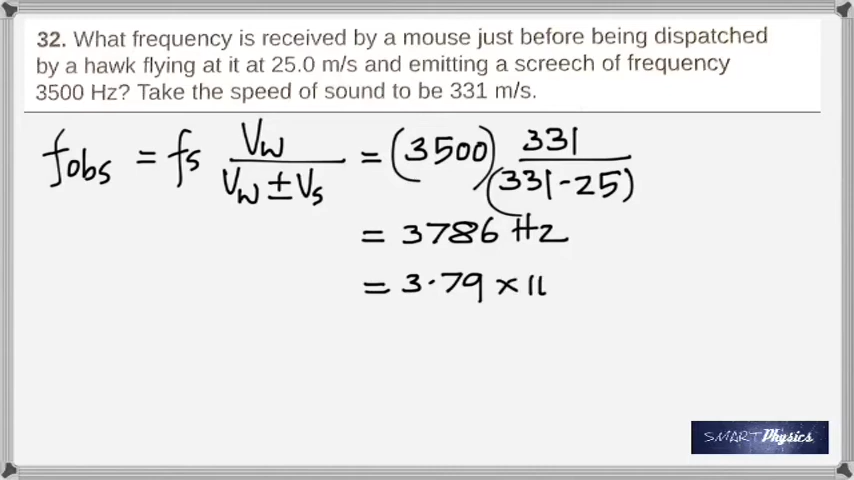 32. What frequency is received by a mouse just before being dispatched
by a hawk flying at it at 25.0 m/s and emitting a screech of frequency
3500 Hz? Take the speed of sound to be 331 m/s.
fobs = fs Vw / (Vw ± Vs) = (3500) 331 / (331-25)
= 3786 Hz
= 3.79 × 1(
SMART Physics